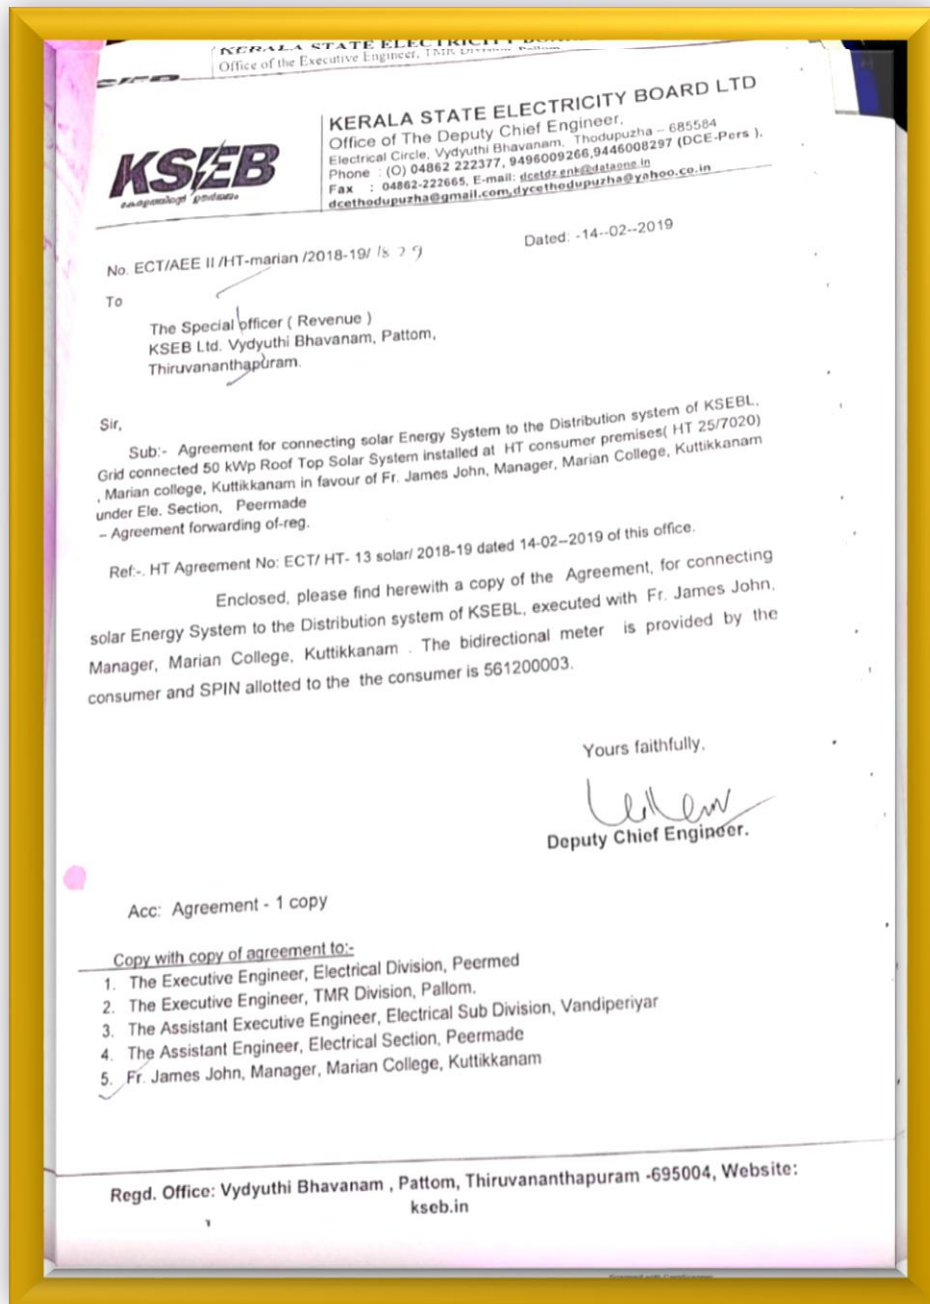 KERALA STATE ELECTRICITY
Office of the Executive Engineer, TMR Division, Pallom
KSEB
KERALA STATE ELECTRICITY BOARD LTD
Office of The Deputy Chief Engineer,
Electrical Circle, Vydyuthi Bhavanam, Thodupuzha – 685584
Phone : (O) 04862 222377, 9496009266,9446008297 (DCE-Pers ),
Fax : 04862-222665, E-mail: dcetdz.enk@dataone.in
dcethodupuzha@gmail.com,dycethodupuzha@yahoo.co.in
No. ECT/AEE II /HT-marian /2018-19/ 1829
Dated: -14--02--2019
To
The Special officer ( Revenue )
KSEB Ltd. Vydyuthi Bhavanam, Pattom,
Thiruvananthapuram.
Sir,
Sub:- Agreement for connecting solar Energy System to the Distribution system of KSEBL,
Grid connected 50 kWp Roof Top Solar System installed at HT consumer premises( HT 25/7020)
, Marian college, Kuttikkanam in favour of Fr. James John, Manager, Marian College, Kuttikkanam
under Ele. Section, Peermade
– Agreement forwarding of-reg.
Ref:-. HT Agreement No: ECT/ HT- 13 solar/ 2018-19 dated 14-02--2019 of this office.
Enclosed, please find herewith a copy of the Agreement, for connecting
solar Energy System to the Distribution system of KSEBL, executed with Fr. James John,
Manager, Marian College, Kuttikkanam . The bidirectional meter is provided by the
consumer and SPIN allotted to the the consumer is 561200003.
Yours faithfully,
Deputy Chief Engineer.
Acc: Agreement - 1 copy
Copy with copy of agreement to:-
1. The Executive Engineer, Electrical Division, Peermed
2. The Executive Engineer, TMR Division, Pallom.
3. The Assistant Executive Engineer, Electrical Sub Division, Vandiperiyar
4. The Assistant Engineer, Electrical Section, Peermade
5. Fr. James John, Manager, Marian College, Kuttikkanam
Regd. Office: Vydyuthi Bhavanam , Pattom, Thiruvananthapuram -695004, Website:
kseb.in